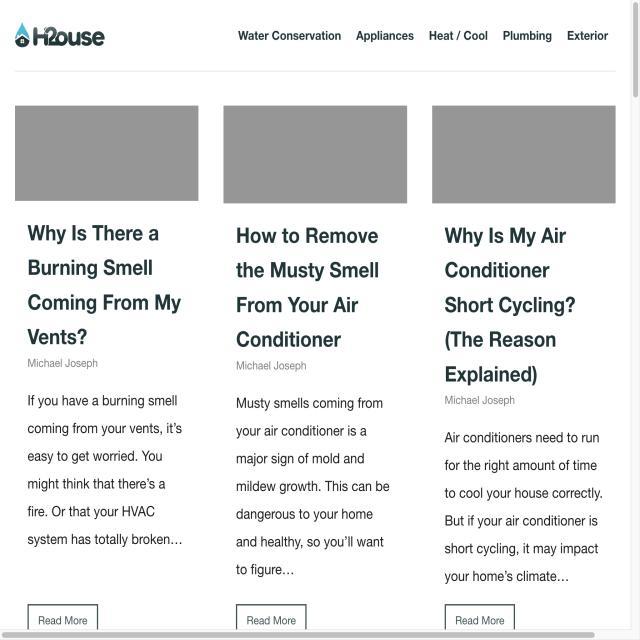 H2ouse
Water Conservation
Appliances
Heat / Cool
Plumbing
Exterior
Why Is There a
Burning Smell
Coming From My
Vents?
Michael Joseph
If you have a burning smell
coming from your vents, it’s
easy to get worried. You
might think that there’s a
fire. Or that your HVAC
system has totally broken…
Read More
How to Remove
the Musty Smell
From Your Air
Conditioner
Michael Joseph
Musty smells coming from
your air conditioner is a
major sign of mold and
mildew growth. This can be
dangerous to your home
and healthy, so you’ll want
to figure…
Read More
Why Is My Air
Conditioner
Short Cycling?
(The Reason
Explained)
Michael Joseph
Air conditioners need to run
for the right amount of time
to cool your house correctly.
But if your air conditioner is
short cycling, it may impact
your home’s climate…
Read More